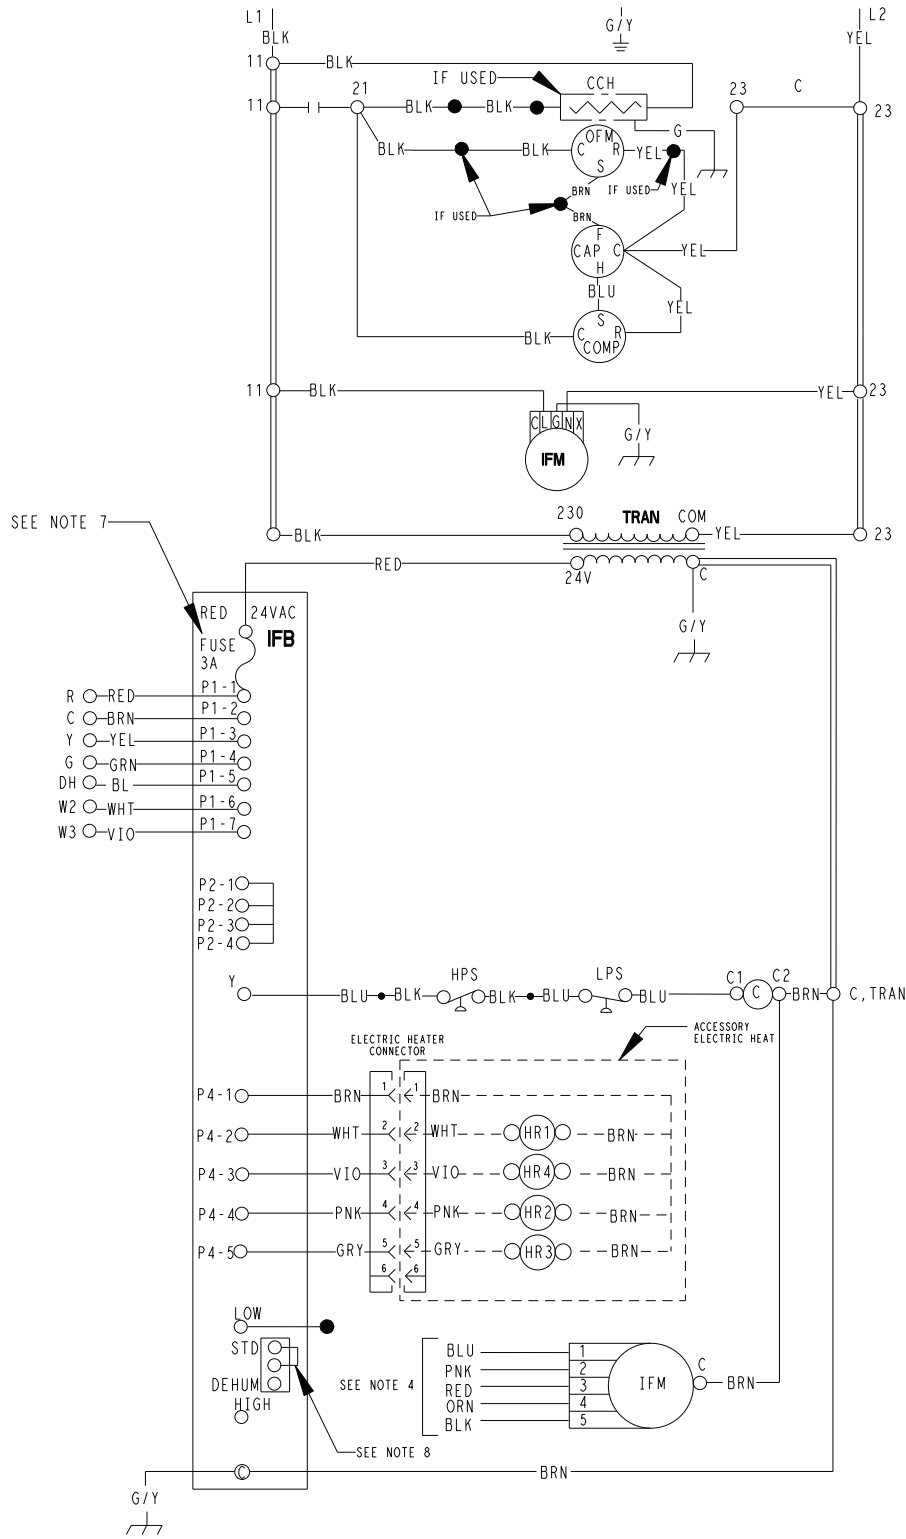 L1
G/Y
L2
BLK
YEL
11
BLK
IF USED
CCH
21
23
C
11
BLK
BLK
23
G
OFM
BLK
BLK
C
R
YEL
S
BRN
IF USED
YEL
IF USED
BRN
F
CAP
C
YEL
H
BLU
YEL
S
BLK
C
R
COMP
11
BLK
YEL
23
C L G N X
G/Y
IFM
230
TRAN
COM
SEE NOTE 7
BLK
YEL
23
RED
24V
C
RED
24VAC
G/Y
IFB
FUSE
3A
R
RED
P1-1
C
BRN
P1-2
Y
YEL
P1-3
G
GRN
P1-4
DH
BL
P1-5
W2
WHT
P1-6
W3
VIO
P1-7
P2-1
P2-2
P2-3
P2-4
Y
HPS
LPS
C1
C
C2
BLU
BLK
BLK
BLU
BLU
BRN
C,TRAN
ACCESSORY
ELECTRIC HEAT
ELECTRIC HEATER
CONNECTOR
P4-1
BRN
1
1
BRN
P4-2
WHT
2
2
WHT
HR1
BRN
P4-3
VIO
3
3
VIO
HR4
BRN
P4-4
PNK
4
4
PNK
HR2
BRN
P4-5
GRY
5
5
GRY
HR3
BRN
6
6
LOW
STD
DEHUM
HIGH
SEE NOTE 4
BLU
1
PNK
2
RED
3
ORN
4
BLK
5
IFM
C
BRN
SEE NOTE 8
C
BRN
G/Y